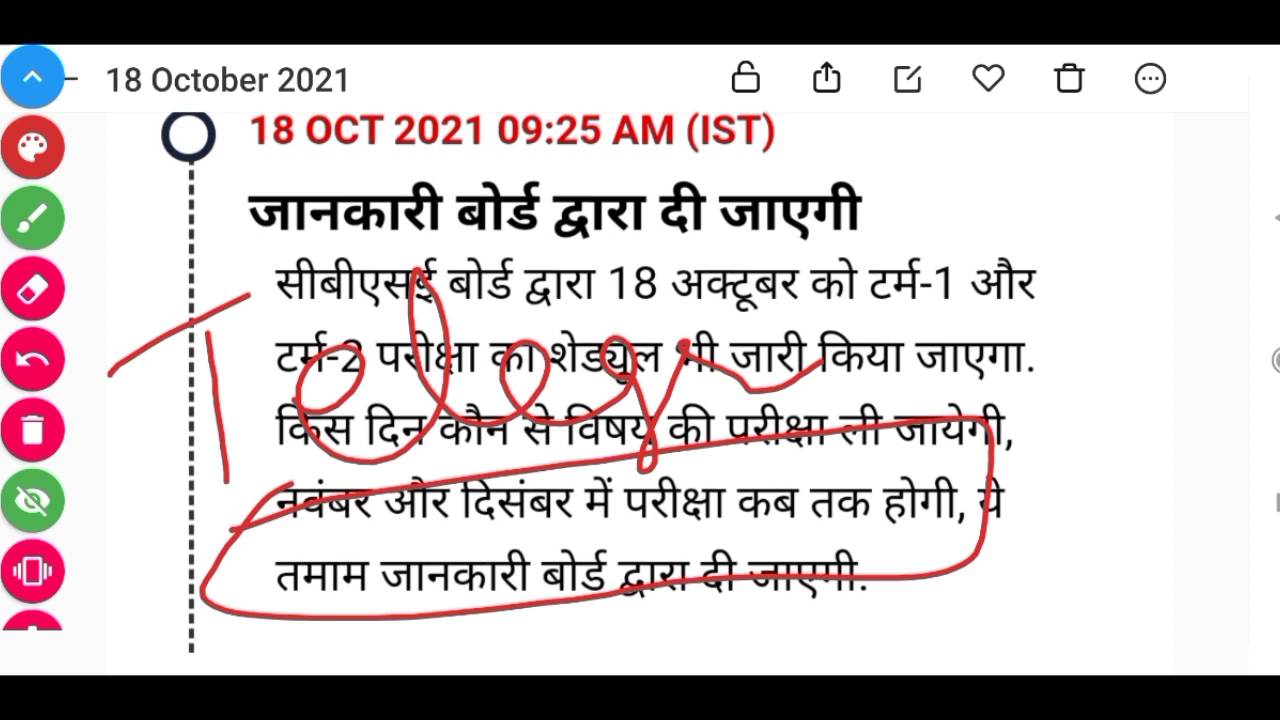 18 October 2021
18 OCT 2021 09:25 AM (IST)
जानकारी बोर्ड द्वारा दी जाएगी
सीबीएसई बोर्ड द्वारा 18 अक्टूबर को टर्म-1 और
टर्म-2 परीक्षा का शेड्यूल भी जारी किया जाएगा.
किस दिन कौन से विषय की परीक्षा ली जायेगी,
नवंबर और दिसंबर में परीक्षा कब तक होगी, ये
तमाम जानकारी बोर्ड द्वारा दी जाएगी.
Telegr